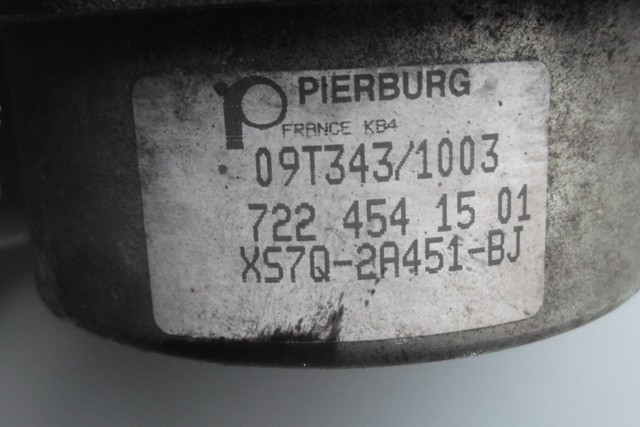 PIERBURG
FRANCE KB4
09T343/1003
722 454 15 01
XS7Q-2A451-BJ